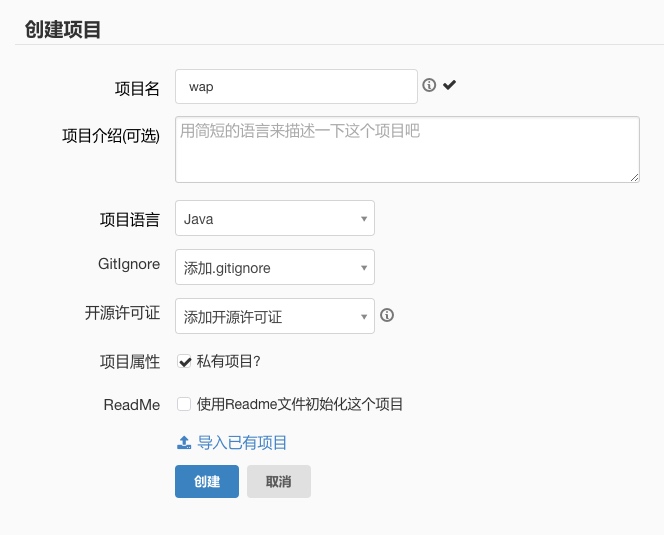 创建项目
项目名 wap
项目介绍(可选) 用简短的语言来描述一下这个项目吧
项目语言 Java
GitIgnore 添加.gitignore
开源许可证 添加开源许可证
项目属性 私有项目?
ReadMe 使用Readme文件初始化这个项目
导入已有项目
创建 取消